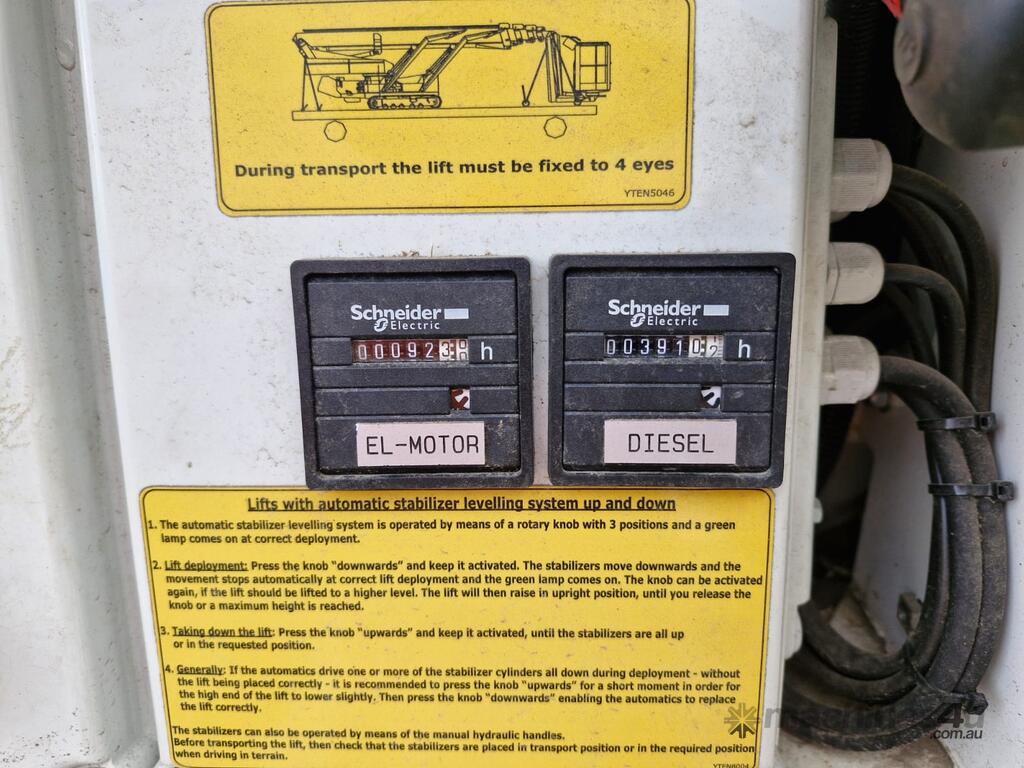 During transport the lift must be fixed to 4 eyes
YTEN5046
Schneider
Electric
000923 h
EL-MOTOR
Schneider
Electric
003910 h
DIESEL
Lifts with automatic stabilizer levelling system up and down
1. The automatic stabilizer levelling system is operated by means of a rotary knob with 3 positions and a green
lamp comes on at correct deployment.
2. Lift deployment: Press the knob "downwards" and keep it activated. The stabilizers move downwards and the
movement stops automatically at correct lift deployment and the green lamp comes on. The knob can be activated
again, if the lift should be lifted to a higher level. The lift will then raise in upright position, until you release the
knob or a maximum height is reached.
3. Taking down the lift: Press the knob "upwards" and keep it activated, until the stabilizers are all up
or in the requested position.
4. Generally: If the automatics drive one or more of the stabilizer cylinders all down during deployment - without
the lift being placed correctly - it is recommended to press the knob "upwards" for a short moment in order for
the high end of the lift to lower slightly. Then press the knob "downwards" enabling the automatics to replace
the lift correctly.
The stabilizers can also be operated by means of the manual hydraulic handles.
Before transporting the lift, then check that the stabilizers are placed in transport position or in the required position
when driving in terrain.
YTEN6004
machines4u
.com.au